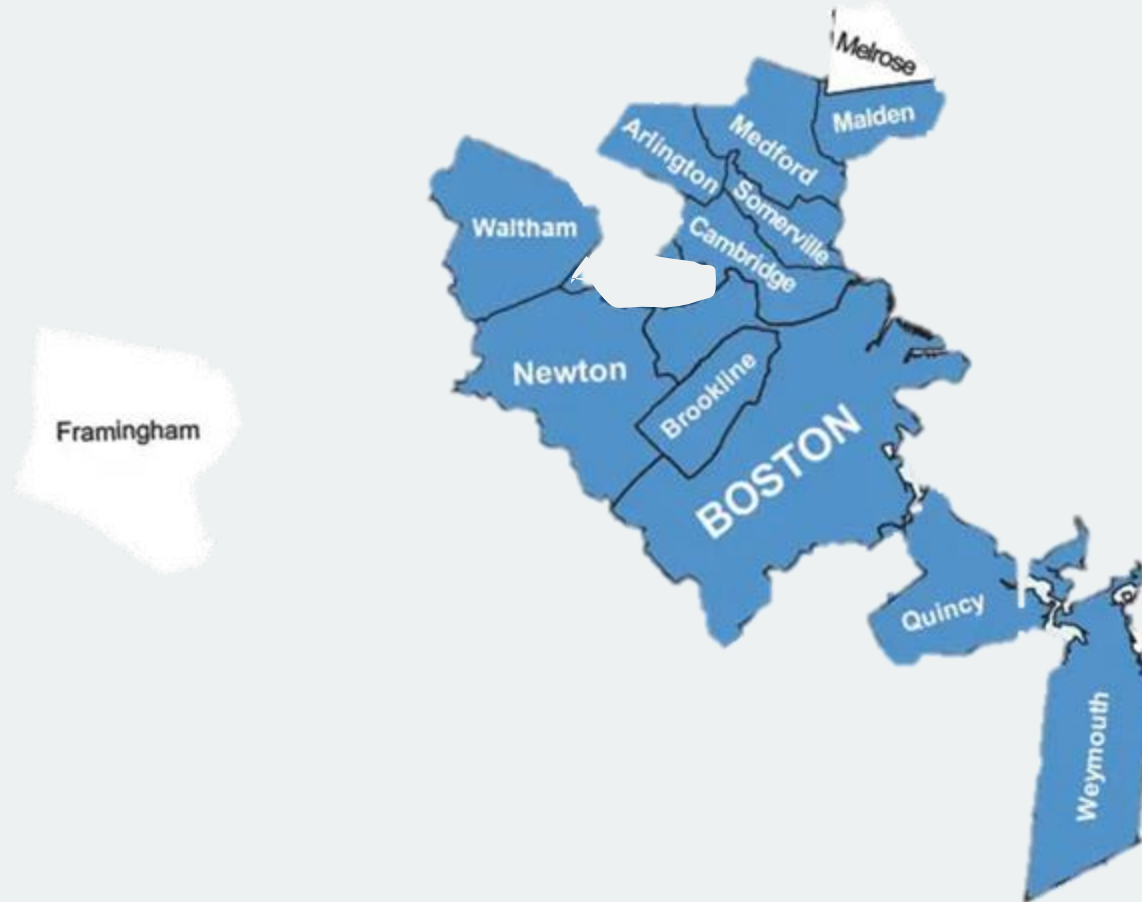 Melrose
Malden
Medford
Arlington
Somerville
Waltham
Cambridge
Newton
Brookline
Framingham
BOSTON
Quincy
Weymouth